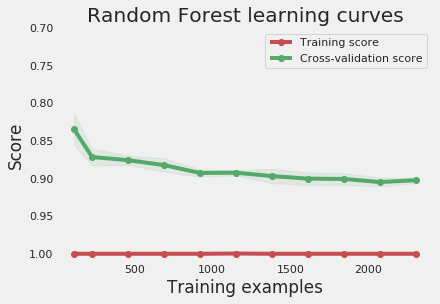 Random Forest learning curves
0.70
Training score
Cross-validation score
0.75
0.80
0.85
0.90
0.95
1.00
Score
500
1000
1500
2000
Training examples